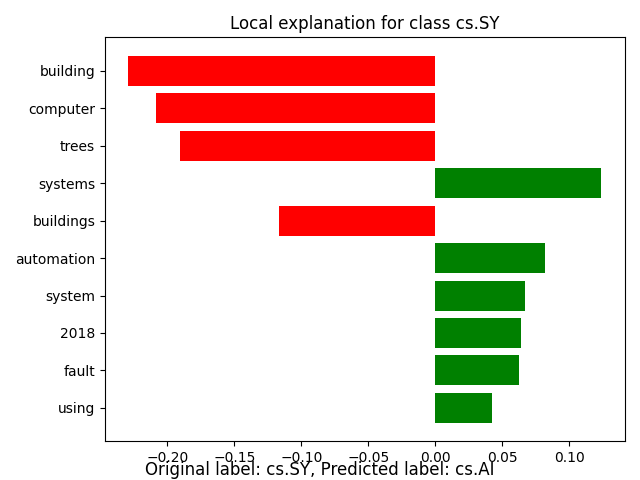 Local explanation for class cs.SY
building
computer
trees
systems
buildings
automation
system
2018
fault
using
−0.20 −0.15 −0.10 −0.05 0.00 0.05 0.10
Original label: cs.SY, Predicted label: cs.AI